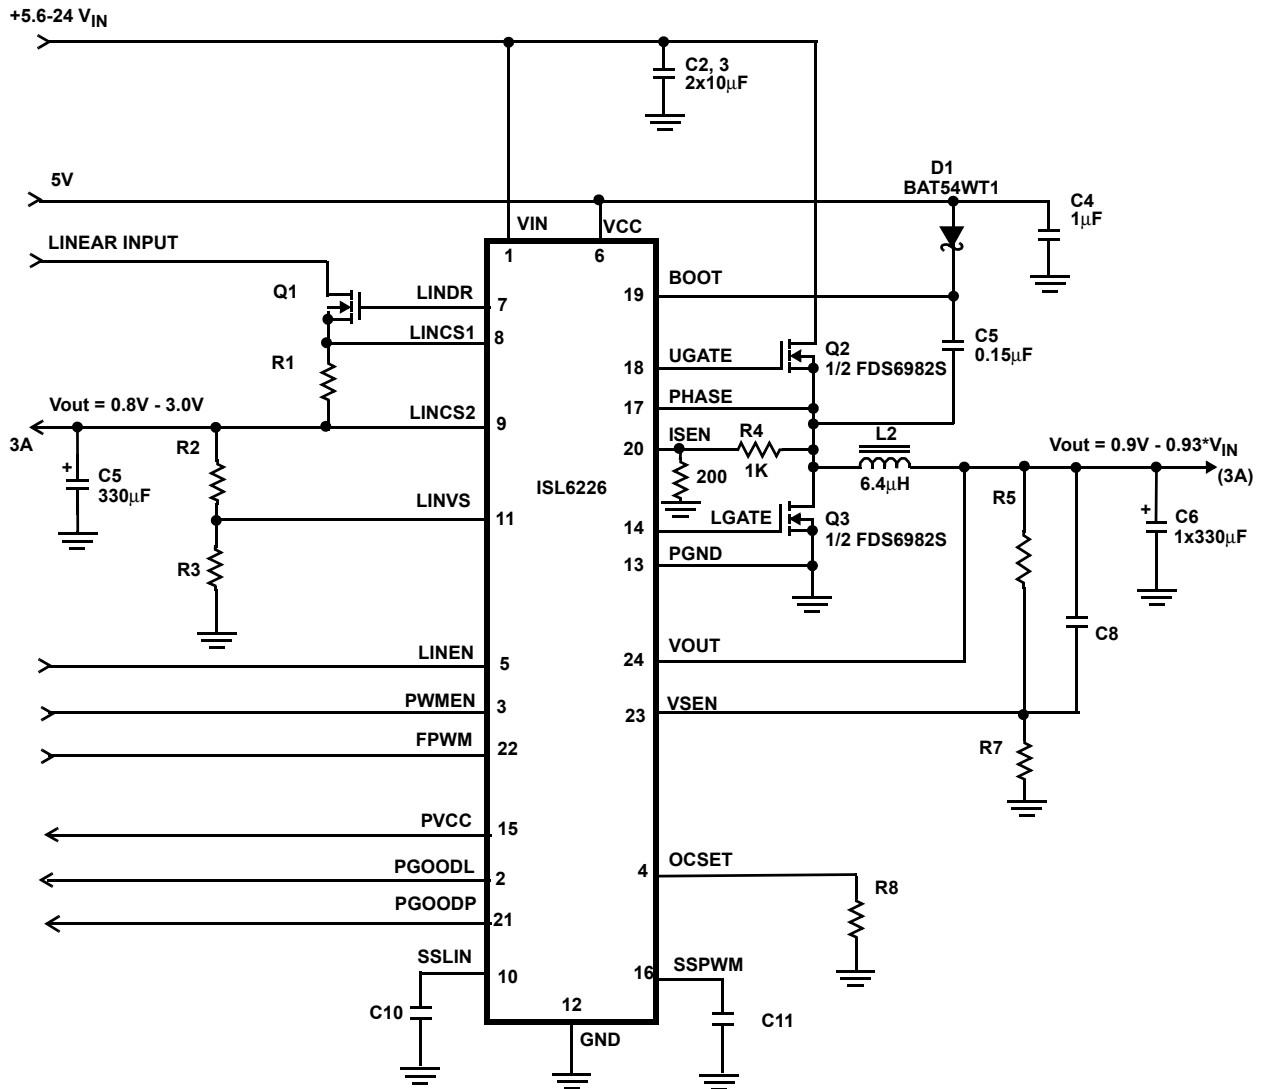 +5.6-24 VIN
C2, 3
2x10µF
5V
D1
BAT54WT1
C4
1µF
VIN
VCC
1
6
LINEAR INPUT
Q1
LINDR
7
LINCS1
8
R1
Vout = 0.8V - 3.0V
LINCS2
9
3A
R2
+
C5
330µF
LINVS
11
R3
ISL6226
19
BOOT
C5
0.15µF
18
UGATE
Q2
1/2 FDS6982S
17
PHASE
20
ISEN
R4
1K
200
L2
6.4µH
Vout = 0.9V - 0.93*VIN
(3A)
14
LGATE
Q3
1/2 FDS6982S
13
PGND
R5
+
C6
1x330µF
C8
24
VOUT
23
VSEN
R7
LINEN
5
PWMEN
3
FPWM
22
PVCC
15
PGOODL
2
PGOODP
21
SSLIN
10
C10
4
OCSET
R8
16
SSPWM
C11
12
GND